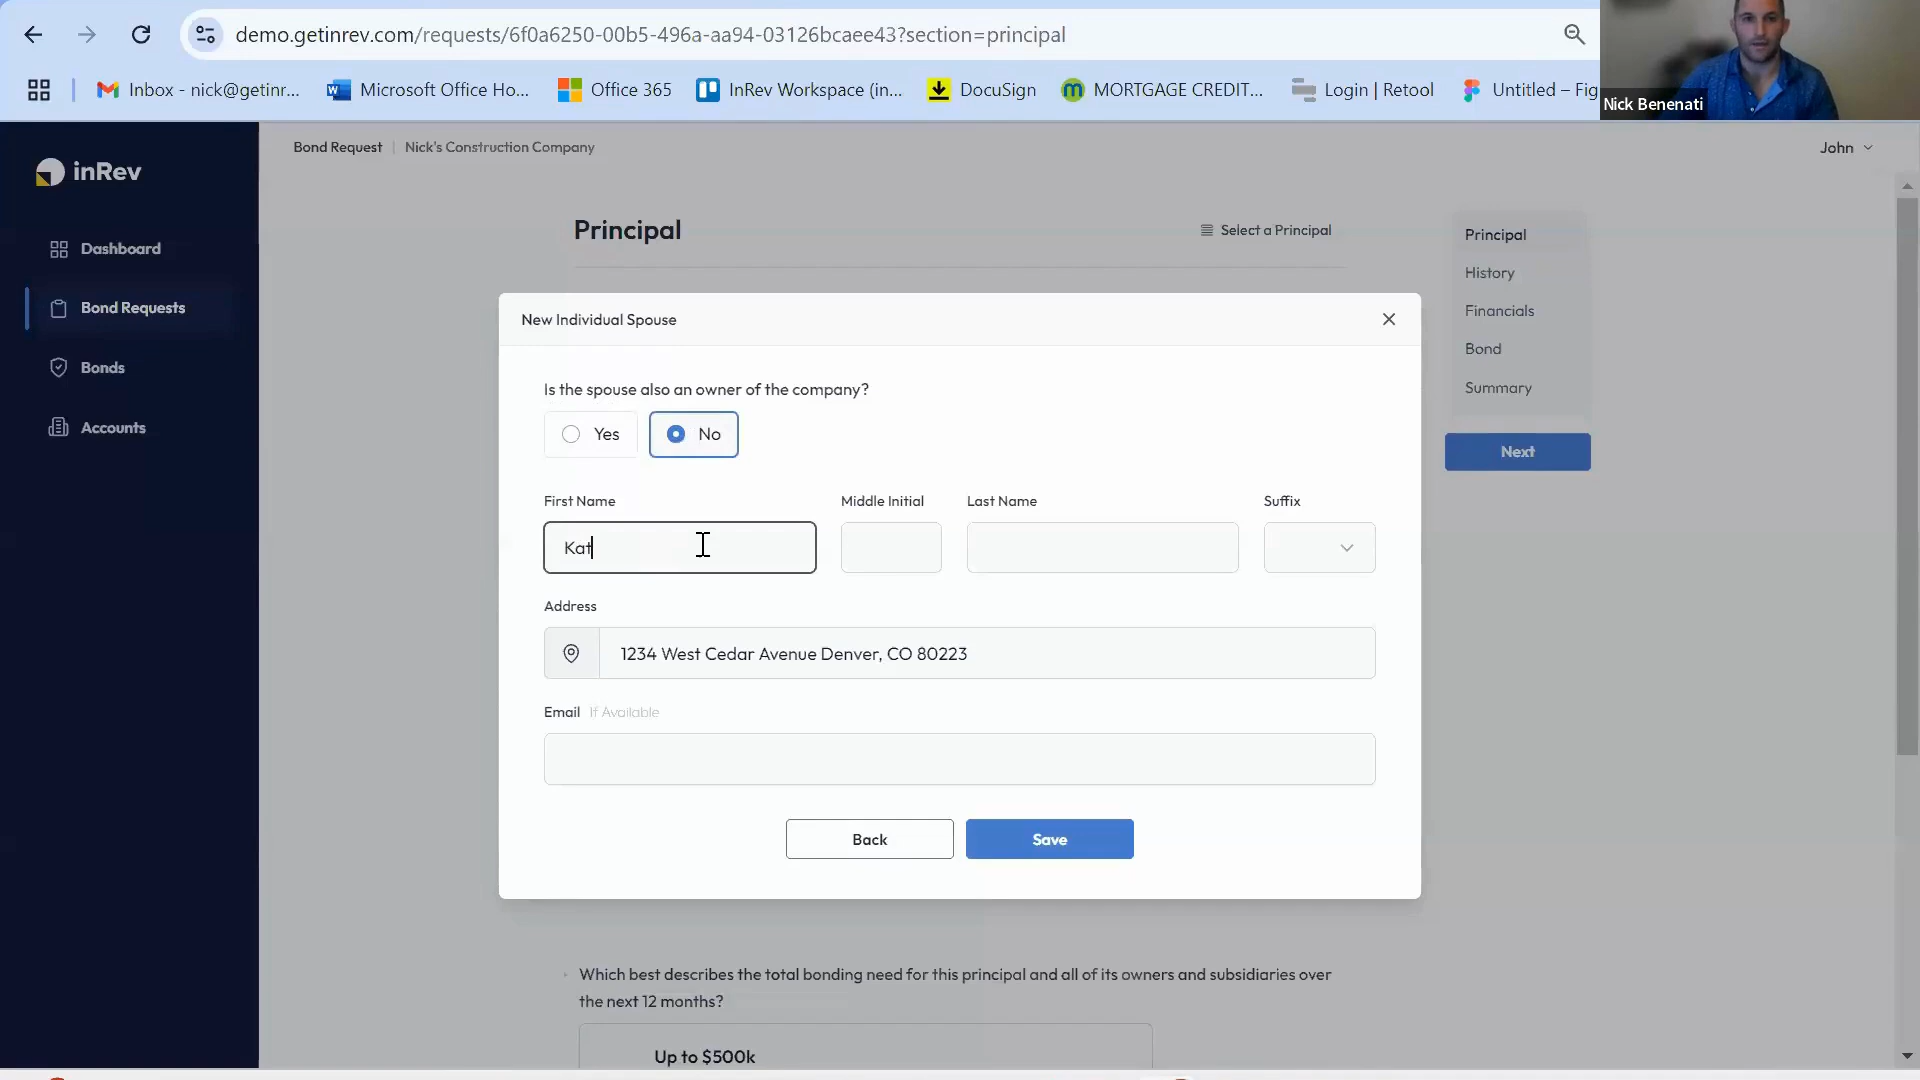 demo.getinrev.com/requests/6f0a6250-00b5-496a-aa94-03126bcaee43?section=principal
Inbox - nick@getinr...
Microsoft Office Ho...
Office 365
InRev Workspace (in...
DocuSign
MORTGAGE CREDIT...
Login | Retool
Untitled – Fig
Nick Benenati
inRev
Bond Request | Nick's Construction Company
John
Dashboard
Bond Requests
Bonds
Accounts
Principal
Select a Principal
Principal
History
Financials
Bond
Summary
Next
New Individual Spouse
Is the spouse also an owner of the company?
Yes
No
First Name
Middle Initial
Last Name
Suffix
Kat
Address
1234 West Cedar Avenue Denver, CO 80223
Email If Available
Back
Save
Which best describes the total bonding need for this principal and all of its owners and subsidiaries over
the next 12 months?
Up to $500k